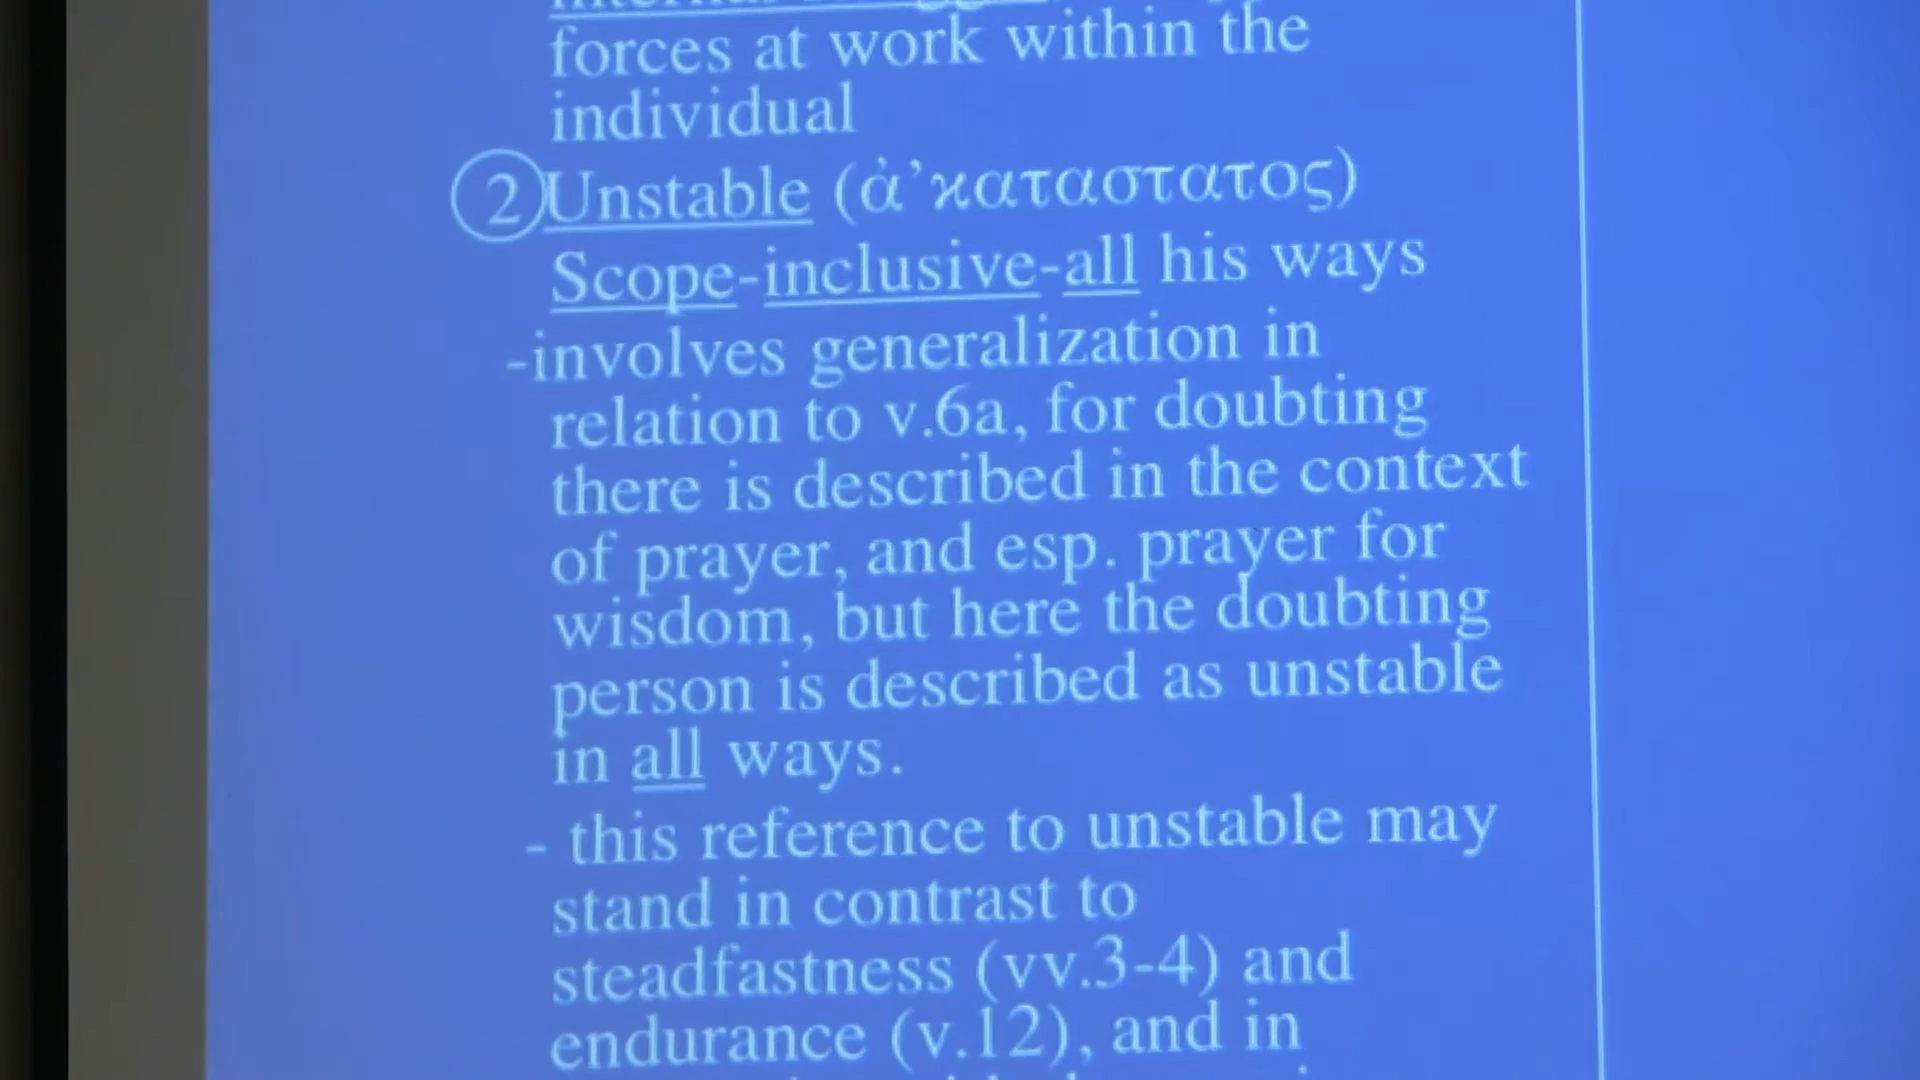 forces at work within the
individual
2 Unstable (ἀ’καταστατος)
Scope-inclusive-all his ways
-involves generalization in
relation to v.6a, for doubting
there is described in the context
of prayer, and esp. prayer for
wisdom, but here the doubting
person is described as unstable
in all ways.
- this reference to unstable may
stand in contrast to
steadfastness (vv.3-4) and
endurance (v.12), and in